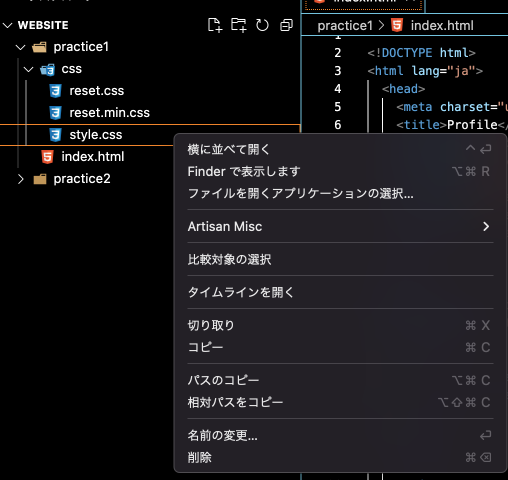 WEBSITE
practice1
css
reset.css
reset.min.css
style.css
index.html
practice2
practice1 > index.html
2 <!DOCTYPE html>
3 <html lang="ja">
4 <head>
5 <meta charset="u
6 <title>Profile</
横に並べて開く ^⏎
Finder で表示します ⌥⌘ R
ファイルを開くアプリケーションの選択...
Artisan Misc
比較対象の選択
タイムラインを開く
切り取り ⌘ X
コピー ⌘ C
パスのコピー ⌥⌘ C
相対パスをコピー ⌥⇧⌘ C
名前の変更... ⏎
削除 ⌘⌫